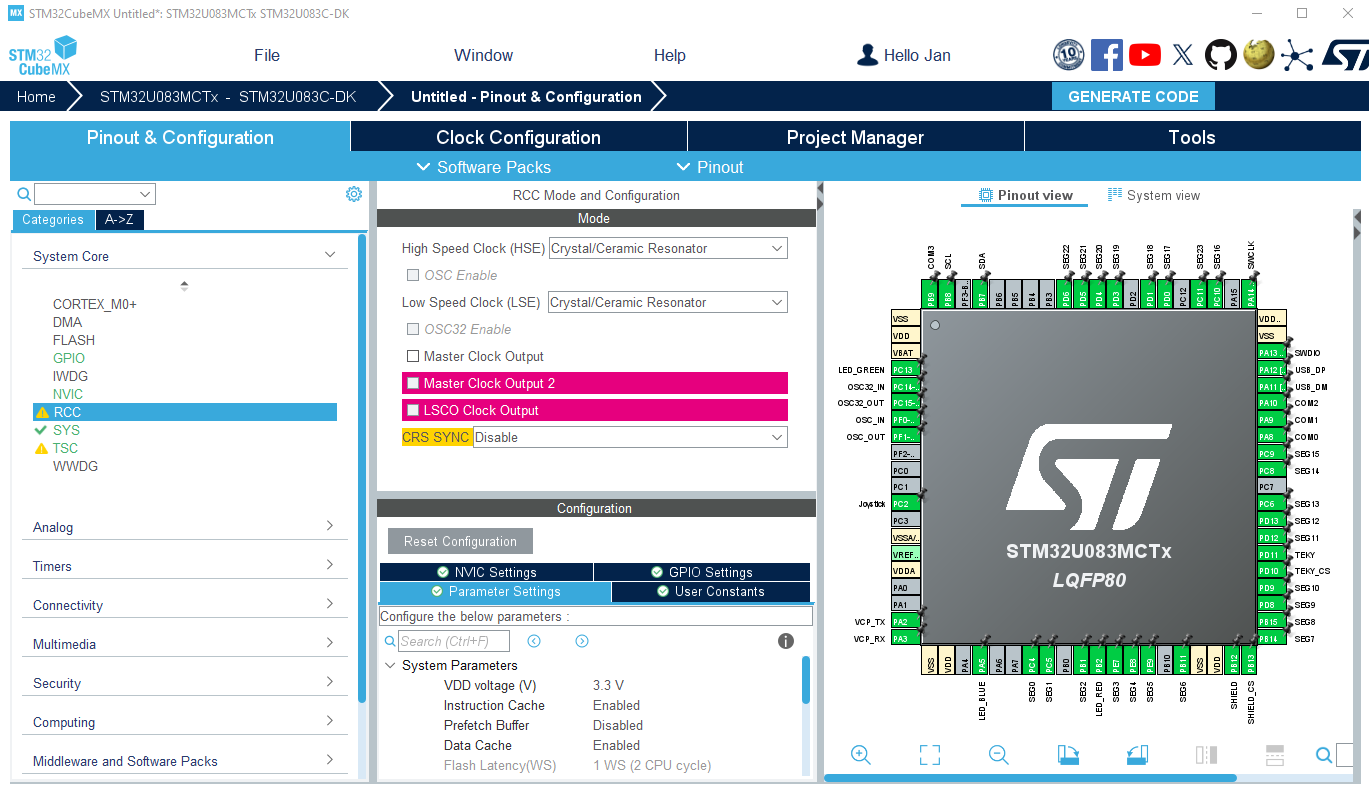 MX STM32CubeMX Untitled*: STM32U083MCTx STM32U083C-DK
STM32 CubeMX
File Window Help Hello Jan
Home STM32U083MCTx - STM32U083C-DK Untitled - Pinout & Configuration GENERATE CODE
Pinout & Configuration Clock Configuration Project Manager Tools
Software Packs Pinout
Categories A->Z
System Core
CORTEX_M0+
DMA
FLASH
GPIO
IWDG
NVIC
RCC
SYS
TSC
WWDG
Analog
Timers
Connectivity
Multimedia
Security
Computing
Middleware and Software Packs
RCC Mode and Configuration
Mode
High Speed Clock (HSE) Crystal/Ceramic Resonator
OSC Enable
Low Speed Clock (LSE) Crystal/Ceramic Resonator
OSC32 Enable
Master Clock Output
Master Clock Output 2
LSCO Clock Output
CRS SYNC Disable
Configuration
Reset Configuration
NVIC Settings GPIO Settings
Parameter Settings User Constants
Configure the below parameters :
Search (Ctrl+F)
System Parameters
VDD voltage (V) 3.3 V
Instruction Cache Enabled
Prefetch Buffer Disabled
Data Cache Enabled
Flash Latency(WS) 1 WS (2 CPU cycle)
Pinout view System view
COM3 SCL SDA SEG22 SEG21 SEG20 SEG19 SEG18 SEG17 SEG23 SEG16 SWCLK
PB9 PB8 PF3-B.. PB7 PB6 PB5 PB4 PB3 PD6 PD5 PD4 PD3 PD2 PD1 PD0 PC12 PC11 PC10 PA15 PA14..
VSS
VDD
VBAT
LED_GREEN PC13
OSC32_IN PC14-..
OSC32_OUT PC15-..
OSC_IN PF0-..
OSC_OUT PF1-..
PF2-..
PC0
PC1
Joystick PC2
PC3
VSSA/..
VREF..
VDDA
PA0
PA1
VCP_TX PA2
VCP_RX PA3
STM32U083MCTx
LQFP80
VDD..
VSS
PA13.. SWDIO
PA12 [.. USB_DP
PA11 [.. USB_DM
PA10 COM2
PA9 COM1
PA8 COM0
PC9 SEG15
PC8 SEG14
PC7
PC6 SEG13
PD13 SEG12
PD12 SEG11
PD11 TEKY
PD10 TEKY_CS
PD9 SEG10
PD8 SEG9
PB15 SEG8
PB14 SEG7
VSS VDD PA4 PA5 PA6 PA7 PC4 PC5 PB0 PB1 PB2 PE7 PE8 PE9 PB10 PB11 VSS VDD PB12 PB13
LED_BLUE SEG0 SEG1 SEG2 LED_RED SEG3 SEG4 SEG5 SEG6 SHIELD SHIELD_CS